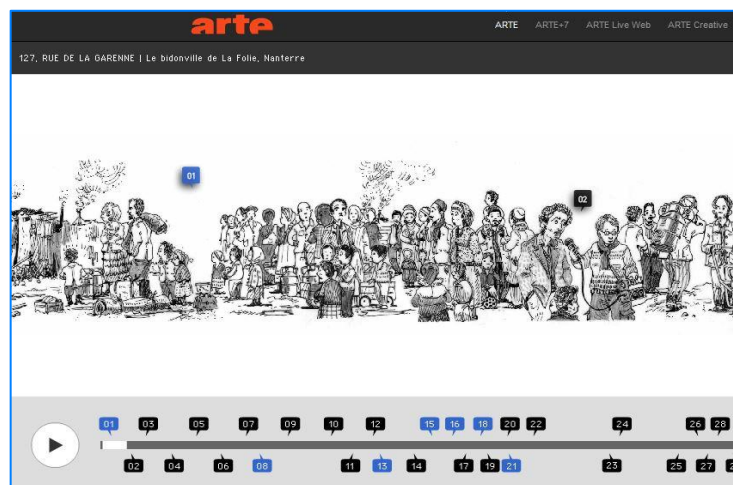 arte
ARTE ARTE+7 ARTE Live Web ARTE Creative
127, RUE DE LA GARENNE | Le bidonville de La Folie, Nanterre
01
02
01 03 05 07 09 10 12 15 16 18 20 22 24 26 28
02 04 06 08 11 13 14 17 19 21 23 25 27